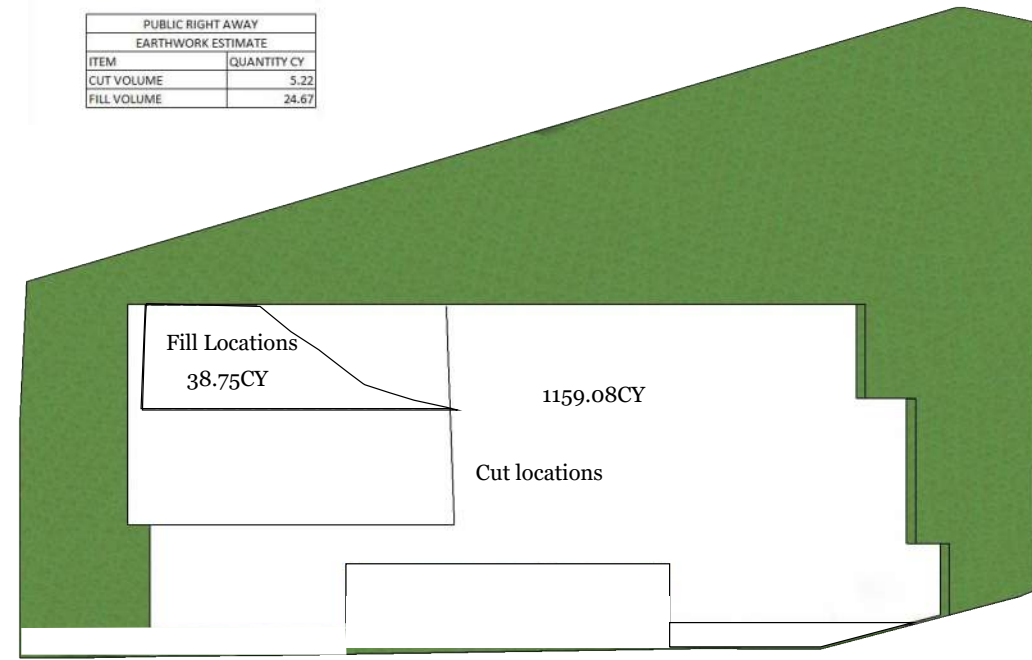 PUBLIC RIGHT AWAY
EARTHWORK ESTIMATE
ITEM QUANTITY CY
CUT VOLUME 5.22
FILL VOLUME 24.67
Fill Locations
38.75CY
1159.08CY
Cut locations